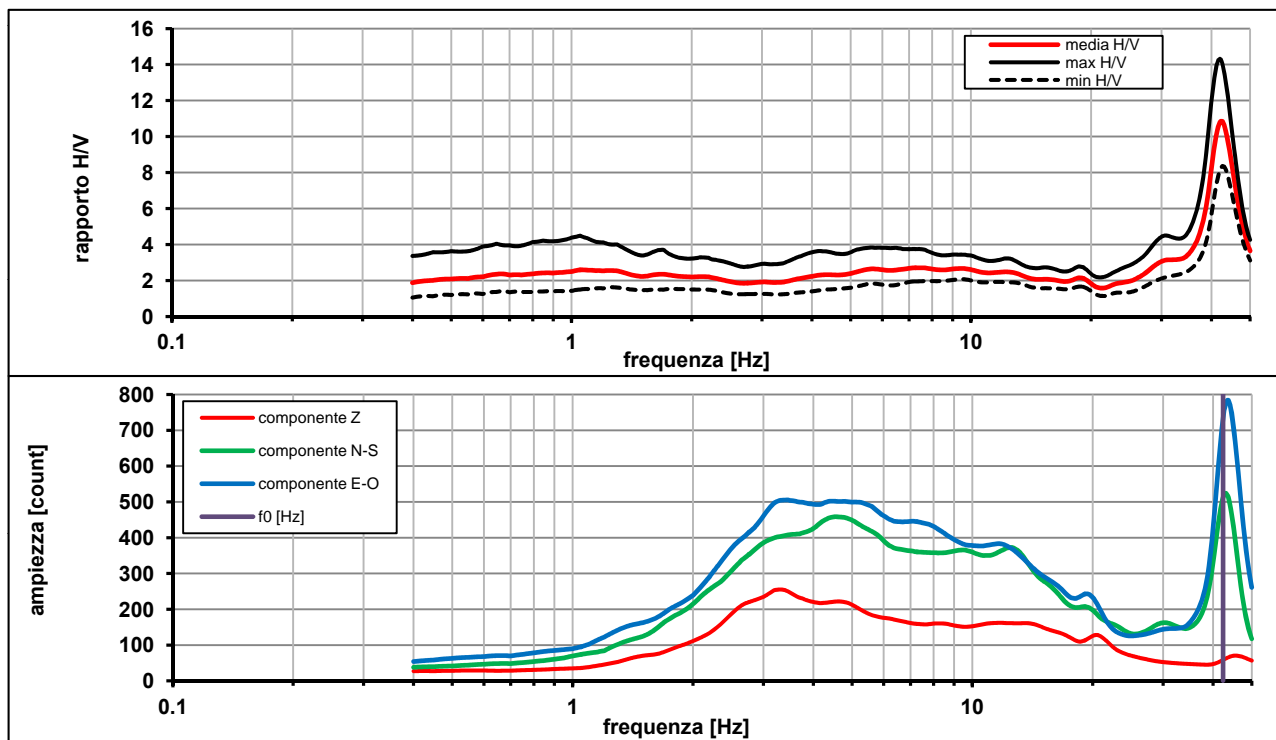 16
14
12
10
8
6
4
2
0
rapporto H/V
media H/V
max H/V
min H/V
0.1
1
10
frequenza [Hz]
800
700
600
500
400
300
200
100
0
ampiezza [count]
componente Z
componente N-S
componente E-O
f0 [Hz]
0.1
1
10
frequenza [Hz]